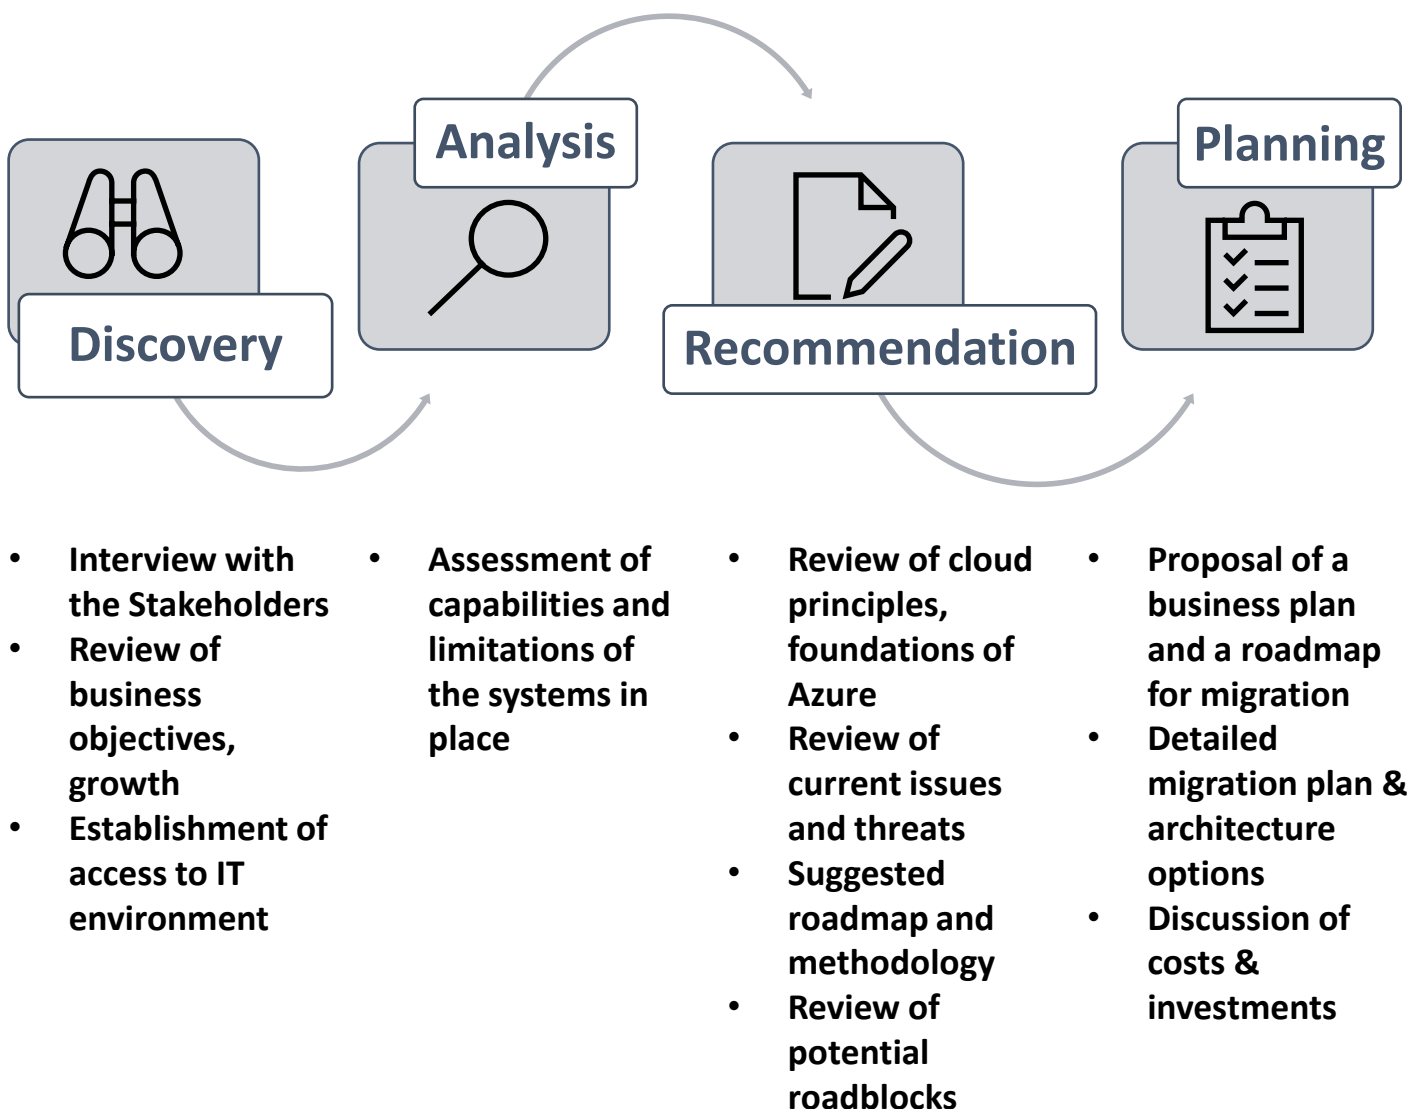 Analysis
Planning
Discovery
Recommendation
• Interview with
the Stakeholders
• Review of
business
objectives,
growth
• Establishment of
access to IT
environment
• Assessment of
capabilities and
limitations of
the systems in
place
• Review of cloud
principles,
foundations of
Azure
• Review of
current issues
and threats
• Suggested
roadmap and
methodology
• Review of
potential
roadblocks
• Proposal of a
business plan
and a roadmap
for migration
• Detailed
migration plan &
architecture
options
• Discussion of
costs &
investments